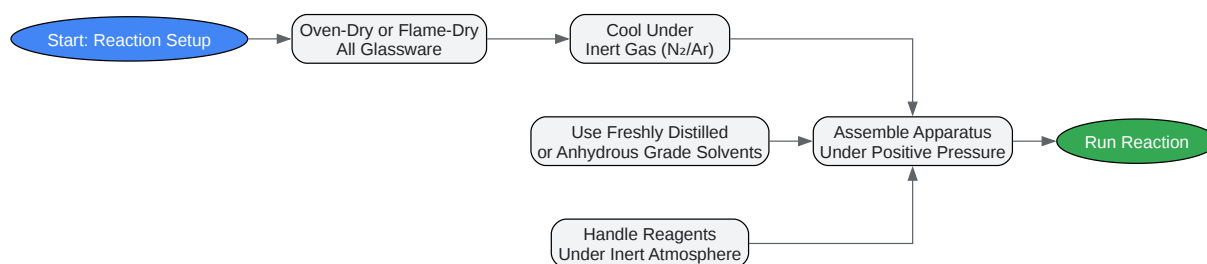 Start: Reaction Setup
Oven-Dry or Flame-Dry
All Glassware
Cool Under
Inert Gas (N₂/Ar)
Use Freshly Distilled
or Anhydrous Grade Solvents
Assemble Apparatus
Under Positive Pressure
Run Reaction
Handle Reagents
Under Inert Atmosphere